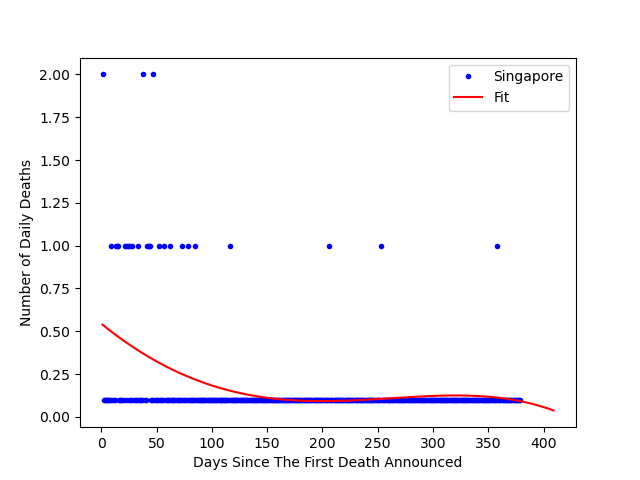 2.00
1.75
1.50
1.25
1.00
0.75
0.50
0.25
0.00
Number of Daily Deaths
Singapore
Fit
0 50 100 150 200 250 300 350 400
Days Since The First Death Announced